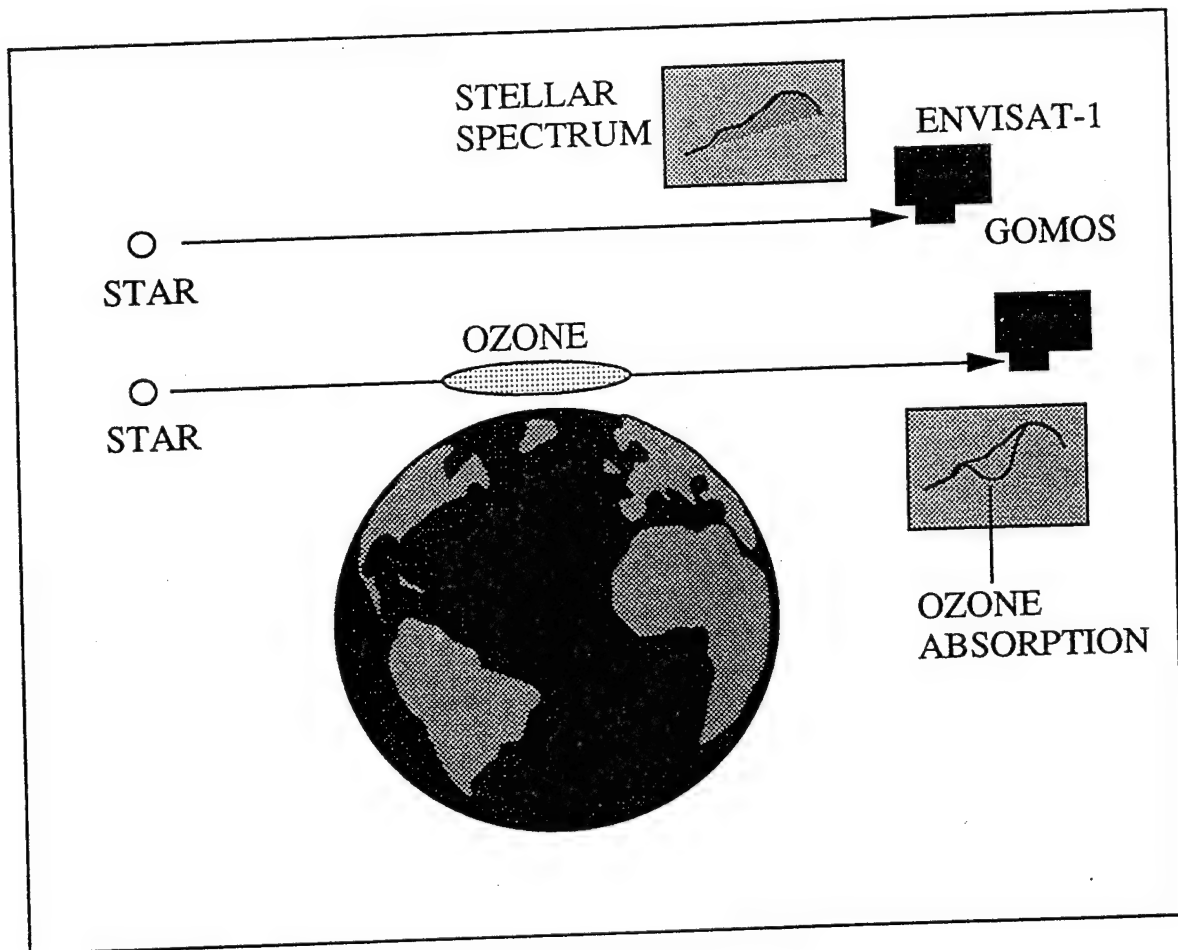 STELLAR
SPECTRUM
ENVISAT-1
GOMOS
STAR
OZONE
STAR
OZONE
ABSORPTION